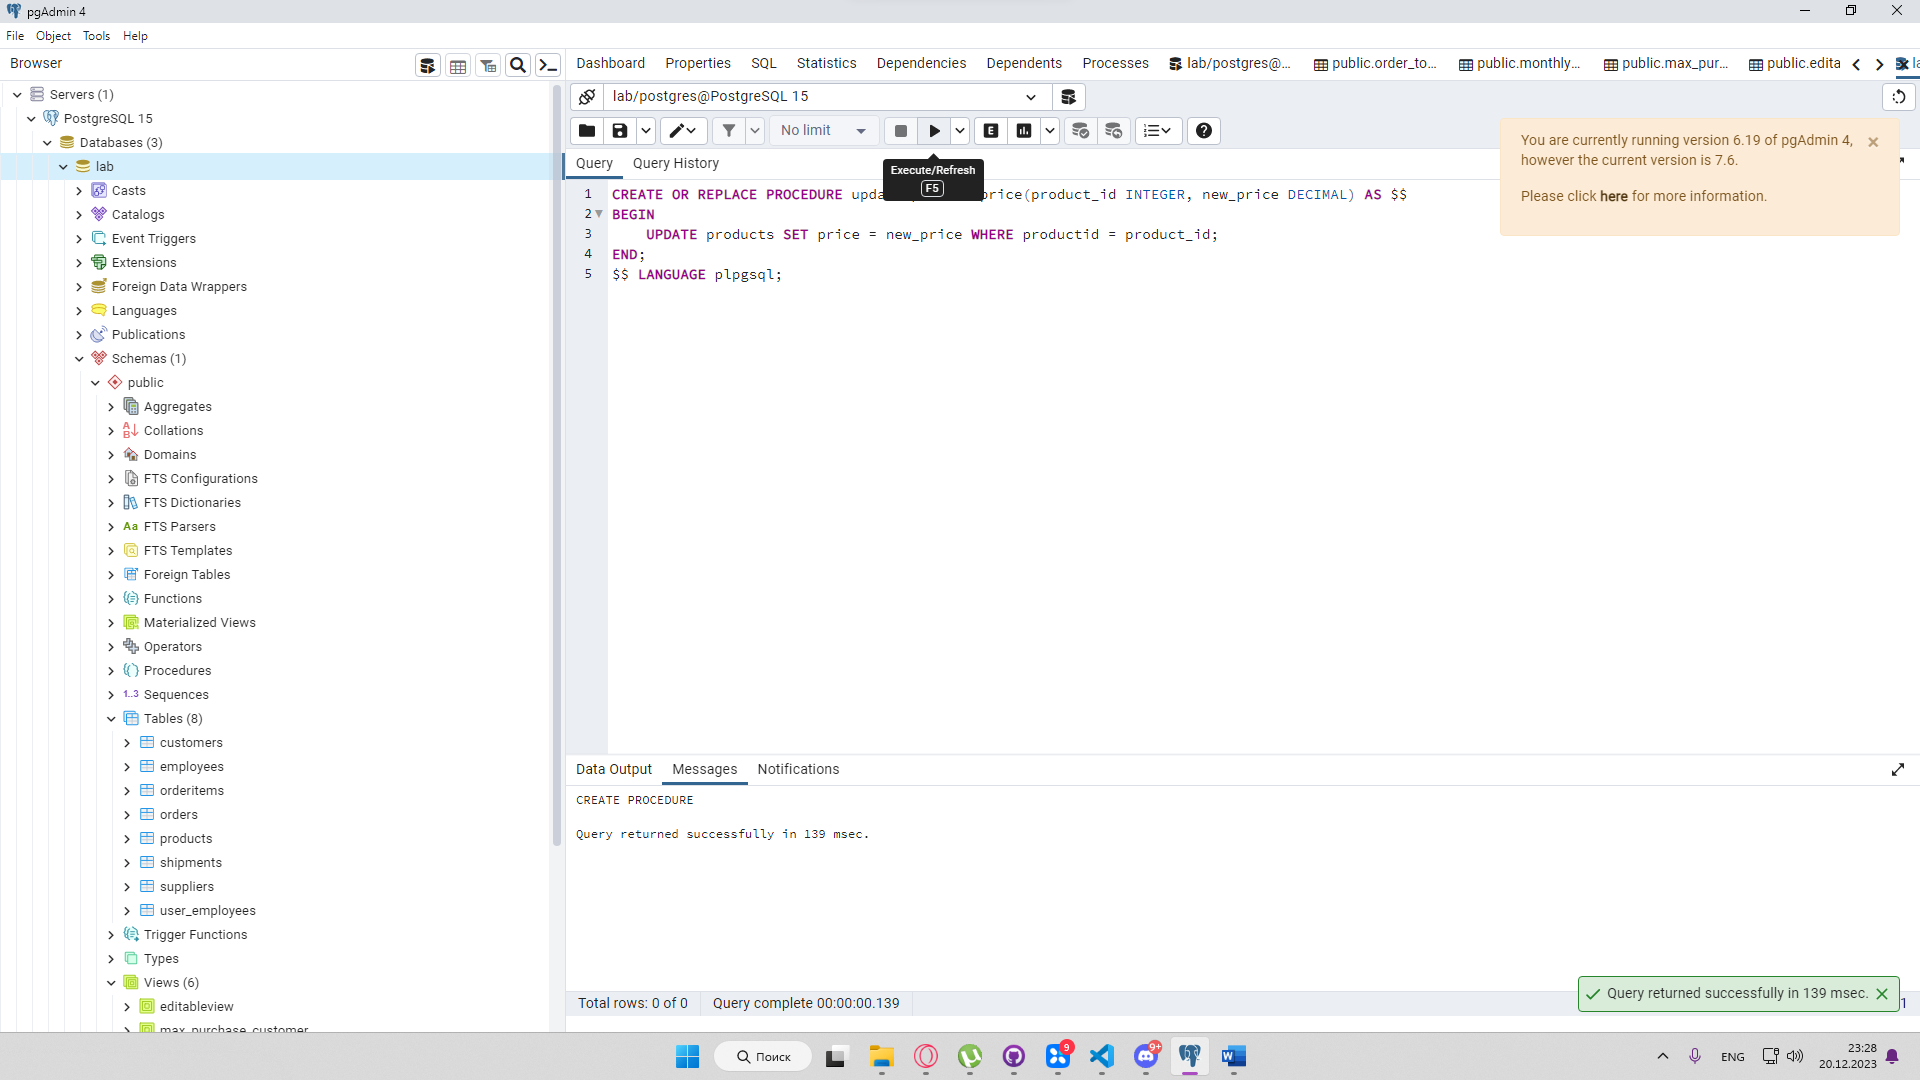 pgAdmin 4
File Object Tools Help
Browser
Dashboard Properties SQL Statistics Dependencies Dependents Processes lab/postgres@... public.order_to... public.monthly... public.max_pur... public.edita
Servers (1)
PostgreSQL 15
Databases (3)
lab
Casts
Catalogs
Event Triggers
Extensions
Foreign Data Wrappers
Languages
Publications
Schemas (1)
public
Aggregates
Collations
Domains
FTS Configurations
FTS Dictionaries
Aa FTS Parsers
FTS Templates
Foreign Tables
Functions
Materialized Views
Operators
Procedures
1..3 Sequences
Tables (8)
customers
employees
orderitems
orders
products
shipments
suppliers
user_employees
Trigger Functions
Types
Views (6)
editableview
max_purchase_customer
lab/postgres@PostgreSQL 15
No limit
E
Execute/Refresh
F5
Query Query History
1 CREATE OR REPLACE PROCEDURE price(product_id INTEGER, new_price DECIMAL) AS $$
2 BEGIN
3 UPDATE products SET price = new_price WHERE productid = product_id;
4 END;
5 $$ LANGUAGE plpgsql;
You are currently running version 6.19 of pgAdmin 4,
however the current version is 7.6.
Please click here for more information.
Data Output Messages Notifications
CREATE PROCEDURE
Query returned successfully in 139 msec.
Total rows: 0 of 0 Query complete 00:00:00.139
Query returned successfully in 139 msec.
Поиск
9
9+
ENG
23:28
20.12.2023